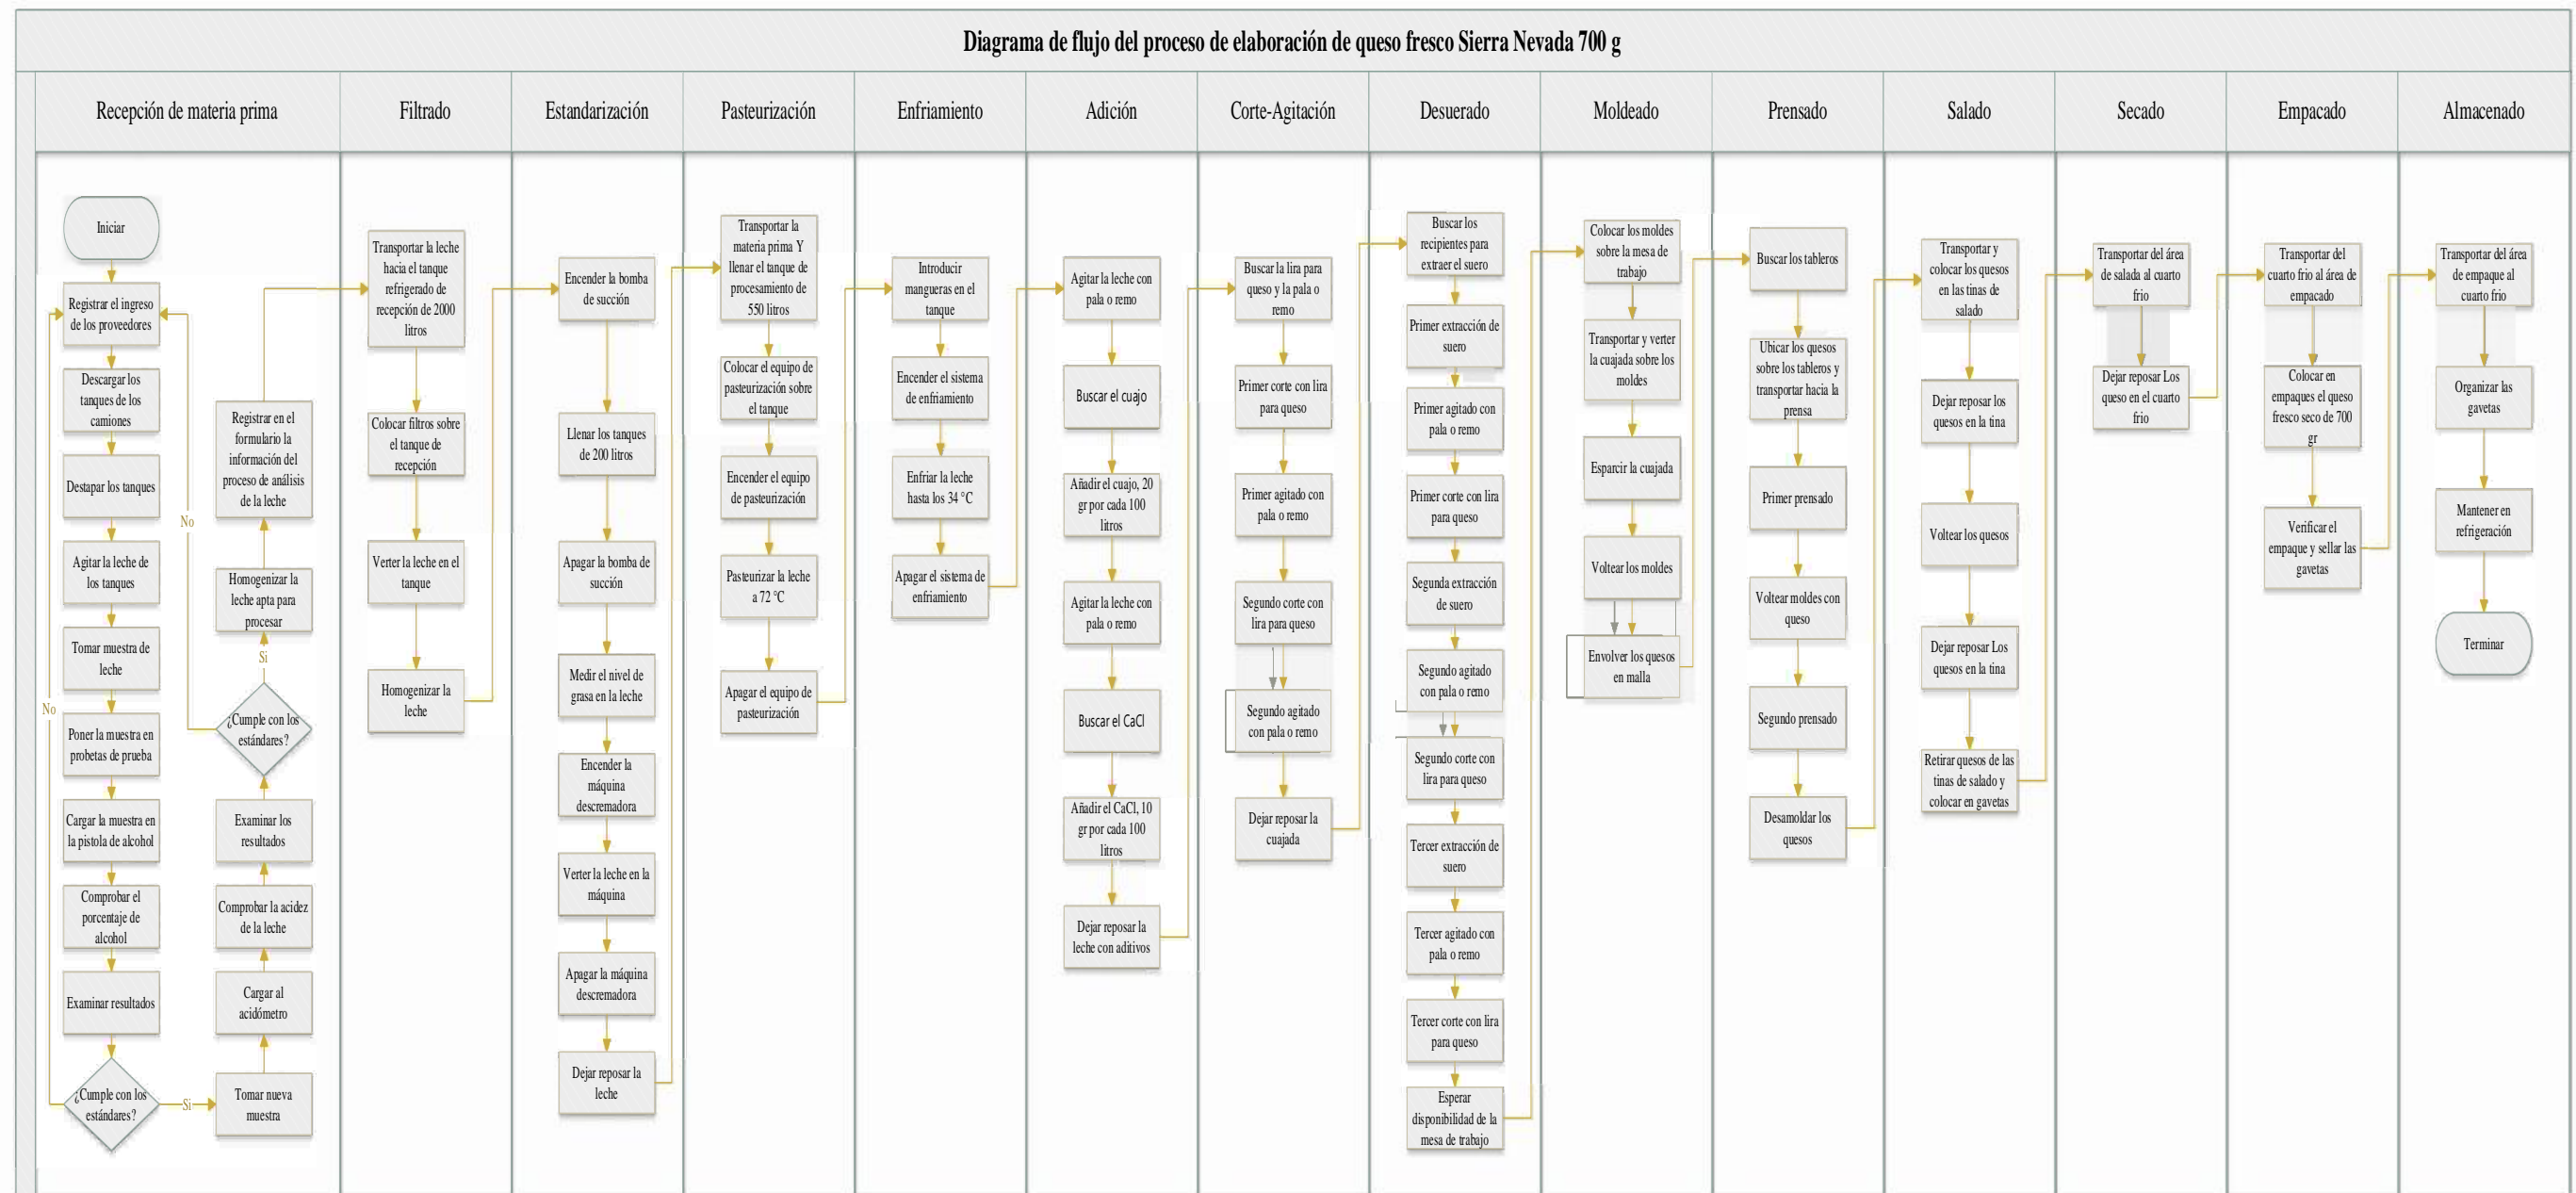 Diagrama de flujo del proceso de elaboración de queso fresco Sierra Nevada 700 g
Recepción de materia prima
Filtrado
Estandarización
Pasteurización
Enfriamiento
Adición
Corte-Agitación
Desuerado
Moldeado
Prensado
Salado
Secado
Empacado
Almacenado
Iniciar
Registrar el ingreso
de los proveedores
Descargar los
tanques de los
camiones
Destapar los tanques
Agitar la leche de
los tanques
Tomar muestra de
leche
Poner la muestra en
probetas de prueba
Cargar la muestra en
la pistola de alcohol
Comprobar el
porcentaje de
alcohol
Examinar resultados
¿Cumple con los
estándares?
No
Si
Tomar nueva
muestra
Cargar al
acidómetro
Comprobar la acidez
de la leche
Examinar los
resultados
¿Cumple con los
estándares?
No
Si
Homogenizar la
leche apta para
procesar
Registrar en el
formulario la
información del
proceso de análisis
de la leche
Transportar la leche
hacia el tanque
refrigerado de
recepción de 2000
litros
Colocar filtros sobre
el tanque de
recepción
Verter la leche en el
tanque
Homogenizar la
leche
Encender la bomba
de succión
Llenar los tanques
de 200 litros
Apagar la bomba de
succión
Medir el nivel de
grasa en la leche
Encender la
máquina
descremadora
Verter la leche en la
máquina
Apagar la máquina
descremadora
Dejar reposar la
leche
Transportar la
materia prima Y
llenar el tanque de
procesamiento de
550 litros
Colocar el equipo de
pasteurización sobre
el tanque
Encender el equipo
de pasteurización
Pasteurizar la leche
a 72 °C
Apagar el equipo de
pasteurización
Introducir
mangueras en el
tanque
Encender el sistema
de enfriamiento
Enfriar la leche
hasta los 34 °C
Apagar el sistema de
enfriamiento
Agitar la leche con
pala o remo
Buscar el cuajo
Añadir el cuajo, 20
gr por cada 100
litros
Agitar la leche con
pala o remo
Buscar el CaCl
Añadir el CaCl, 10
gr por cada 100
litros
Dejar reposar la
leche con aditivos
Buscar la lira para
queso y la pala o
remo
Primer corte con lira
para queso
Primer agitado con
pala o remo
Segundo corte con
lira para queso
Segundo agitado
con pala o remo
Dejar reposar la
cuajada
Buscar los
recipientes para
extraer el suero
Primer extracción de
suero
Primer agitado con
pala o remo
Primer corte con lira
para queso
Segunda extracción
de suero
Segundo agitado
con pala o remo
Segundo corte con
lira para queso
Tercer extracción de
suero
Tercer agitado con
pala o remo
Tercer corte con lira
para queso
Esperar
disponibilidad de la
mesa de trabajo
Colocar los moldes
sobre la mesa de
trabajo
Transportar y verter
la cuajada sobre los
moldes
Esparcir la cuajada
Voltear los moldes
Envolver los quesos
en malla
Buscar los tableros
Ubicar los quesos
sobre los tableros y
transportar hacia la
prensa
Primer prensado
Voltear moldes con
queso
Segundo prensado
Desamoldar los
quesos
Transportar y
colocar los quesos
en las tinas de
salado
Dejar reposar los
quesos en la tina
Voltear los quesos
Dejar reposar Los
quesos en la tina
Retirar quesos de las
tinas de salado y
colocar en gavetas
Transportar del área
de salada al cuarto
frio
Dejar reposar Los
queso en el cuarto
frio
Transportar del
cuarto frio al área de
empacado
Colocar en
empaques el queso
fresco seco de 700
gr
Verificar el
empaque y sellar las
gavetas
Transportar del área
de empaque al
cuarto frio
Organizar las
gavetas
Mantener en
refrigeración
Terminar